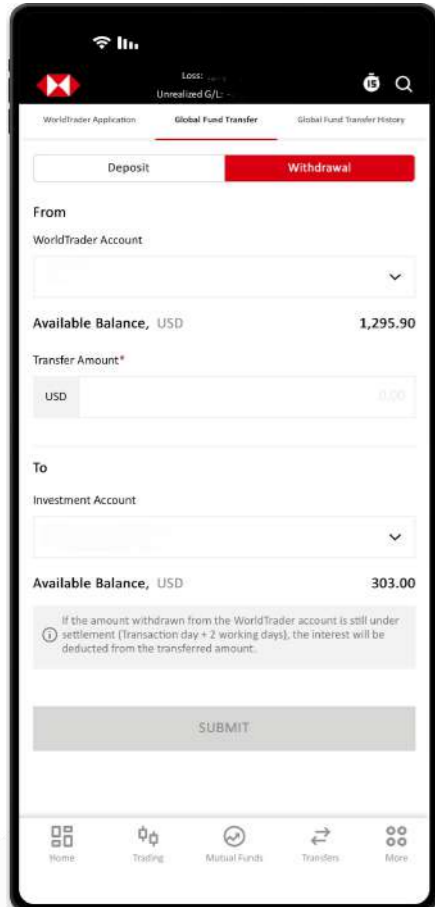 Loss:
Unrealized G/L: -
15
WorldTrader Application
Global Fund Transfer
Global Fund Transfer History
Deposit
Withdrawal
From
WorldTrader Account
Available Balance, USD
1,295.90
Transfer Amount*
USD
0.00
To
Investment Account
Available Balance, USD
303.00
If the amount withdrawn from the WorldTrader account is still under
settlement (Transaction day + 2 working days), the interest will be
deducted from the transferred amount.
SUBMIT
Home
Trading
Mutual Funds
Transfers
More